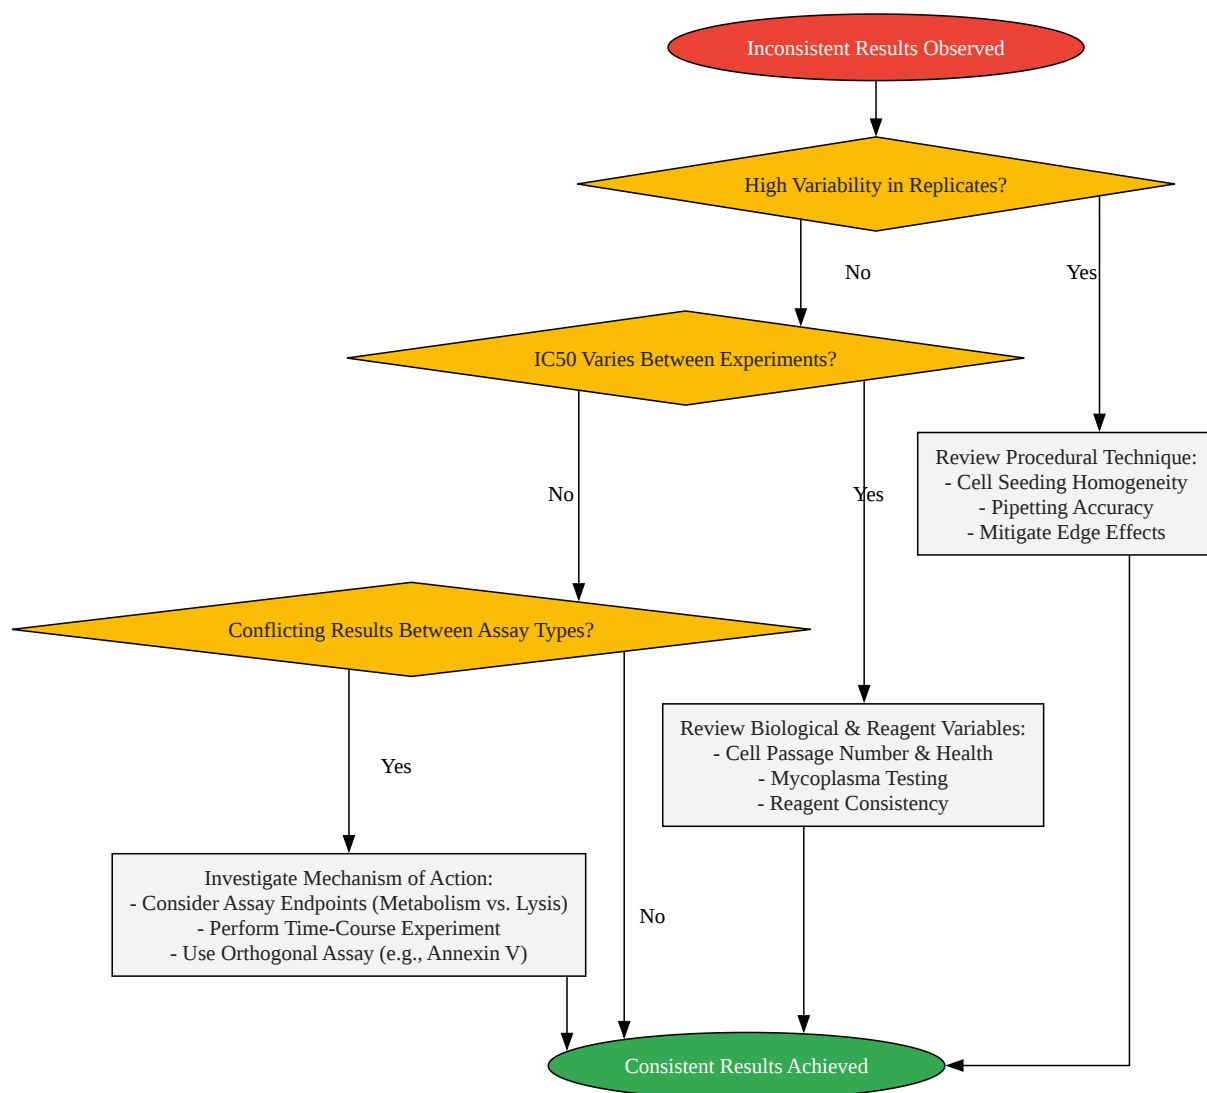 Inconsistent Results Observed
High Variability in Replicates?
No
Yes
IC50 Varies Between Experiments?
No
Yes
Review Procedural Technique:
- Cell Seeding Homogeneity
- Pipetting Accuracy
- Mitigate Edge Effects
Conflicting Results Between Assay Types?
Yes
No
Review Biological & Reagent Variables:
- Cell Passage Number & Health
- Mycoplasma Testing
- Reagent Consistency
Investigate Mechanism of Action:
- Consider Assay Endpoints (Metabolism vs. Lysis)
- Perform Time-Course Experiment
- Use Orthogonal Assay (e.g., Annexin V)
Consistent Results Achieved